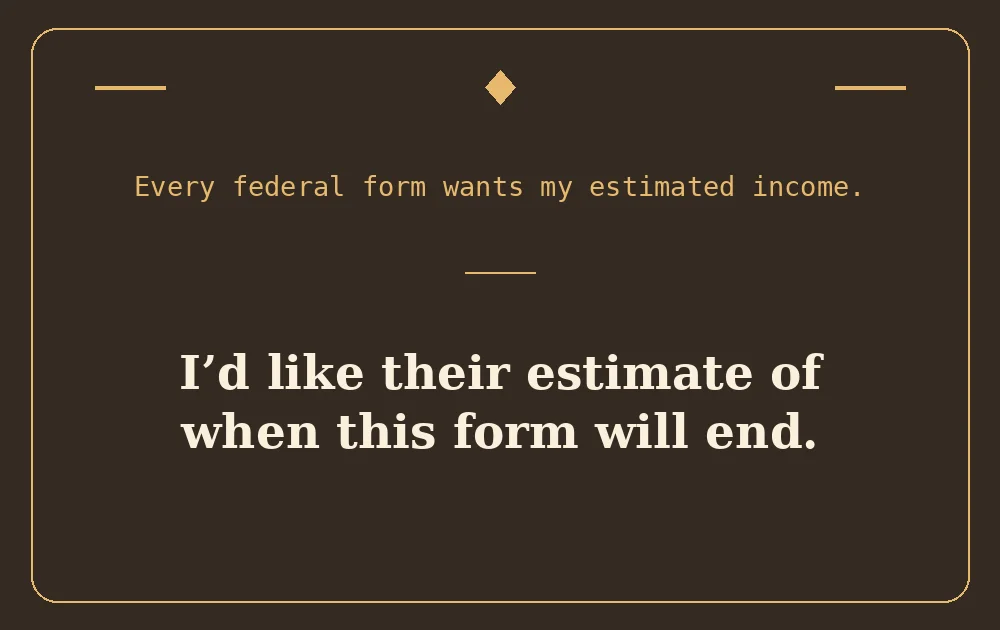 Every federal form wants my estimated income.
I’d like their estimate of
when this form will end.